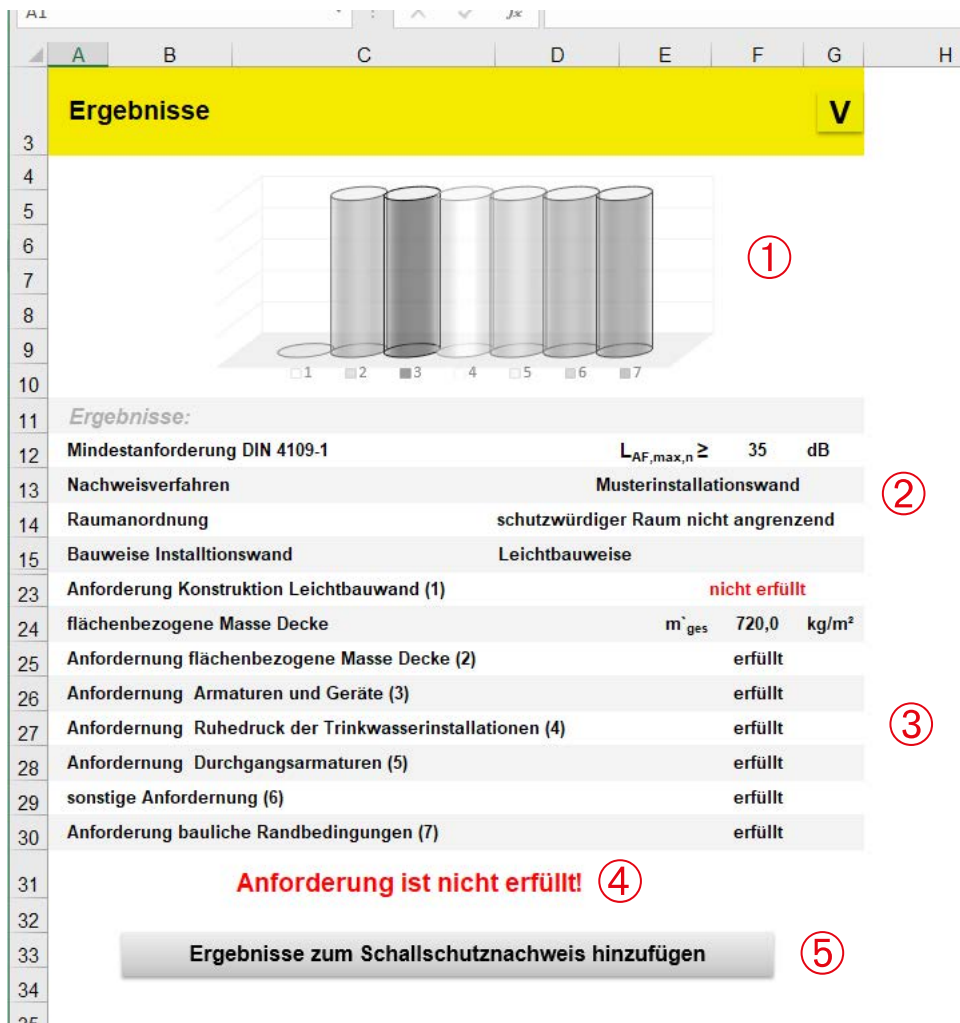 A1 fx
A B C D E F G H
3 Ergebnisse V
4
5
6 ①
7
8
9
10 1 2 3 4 5 6 7
11 Ergebnisse:
12 Mindestanforderung DIN 4109-1 L_AF,max,n ≥ 35 dB
13 Nachweisverfahren Musterinstallationswand ②
14 Raumanordnung schutzwürdiger Raum nicht angrenzend
15 Bauweise Installtionswand Leichtbauweise
23 Anforderung Konstruktion Leichtbauwand (1) nicht erfüllt
24 flächenbezogene Masse Decke m`ges 720,0 kg/m²
25 Anfordernung flächenbezogene Masse Decke (2) erfüllt
26 Anfordernung Armaturen und Geräte (3) erfüllt
27 Anfordernung Ruhedruck der Trinkwasserinstallationen (4) erfüllt ③
28 Anfordernung Durchgangsarmaturen (5) erfüllt
29 sonstige Anfordernung (6) erfüllt
30 Anforderung bauliche Randbedingungen (7) erfüllt
31 Anforderung ist nicht erfüllt! ④
32
33 Ergebnisse zum Schallschutznachweis hinzufügen ⑤
34
35